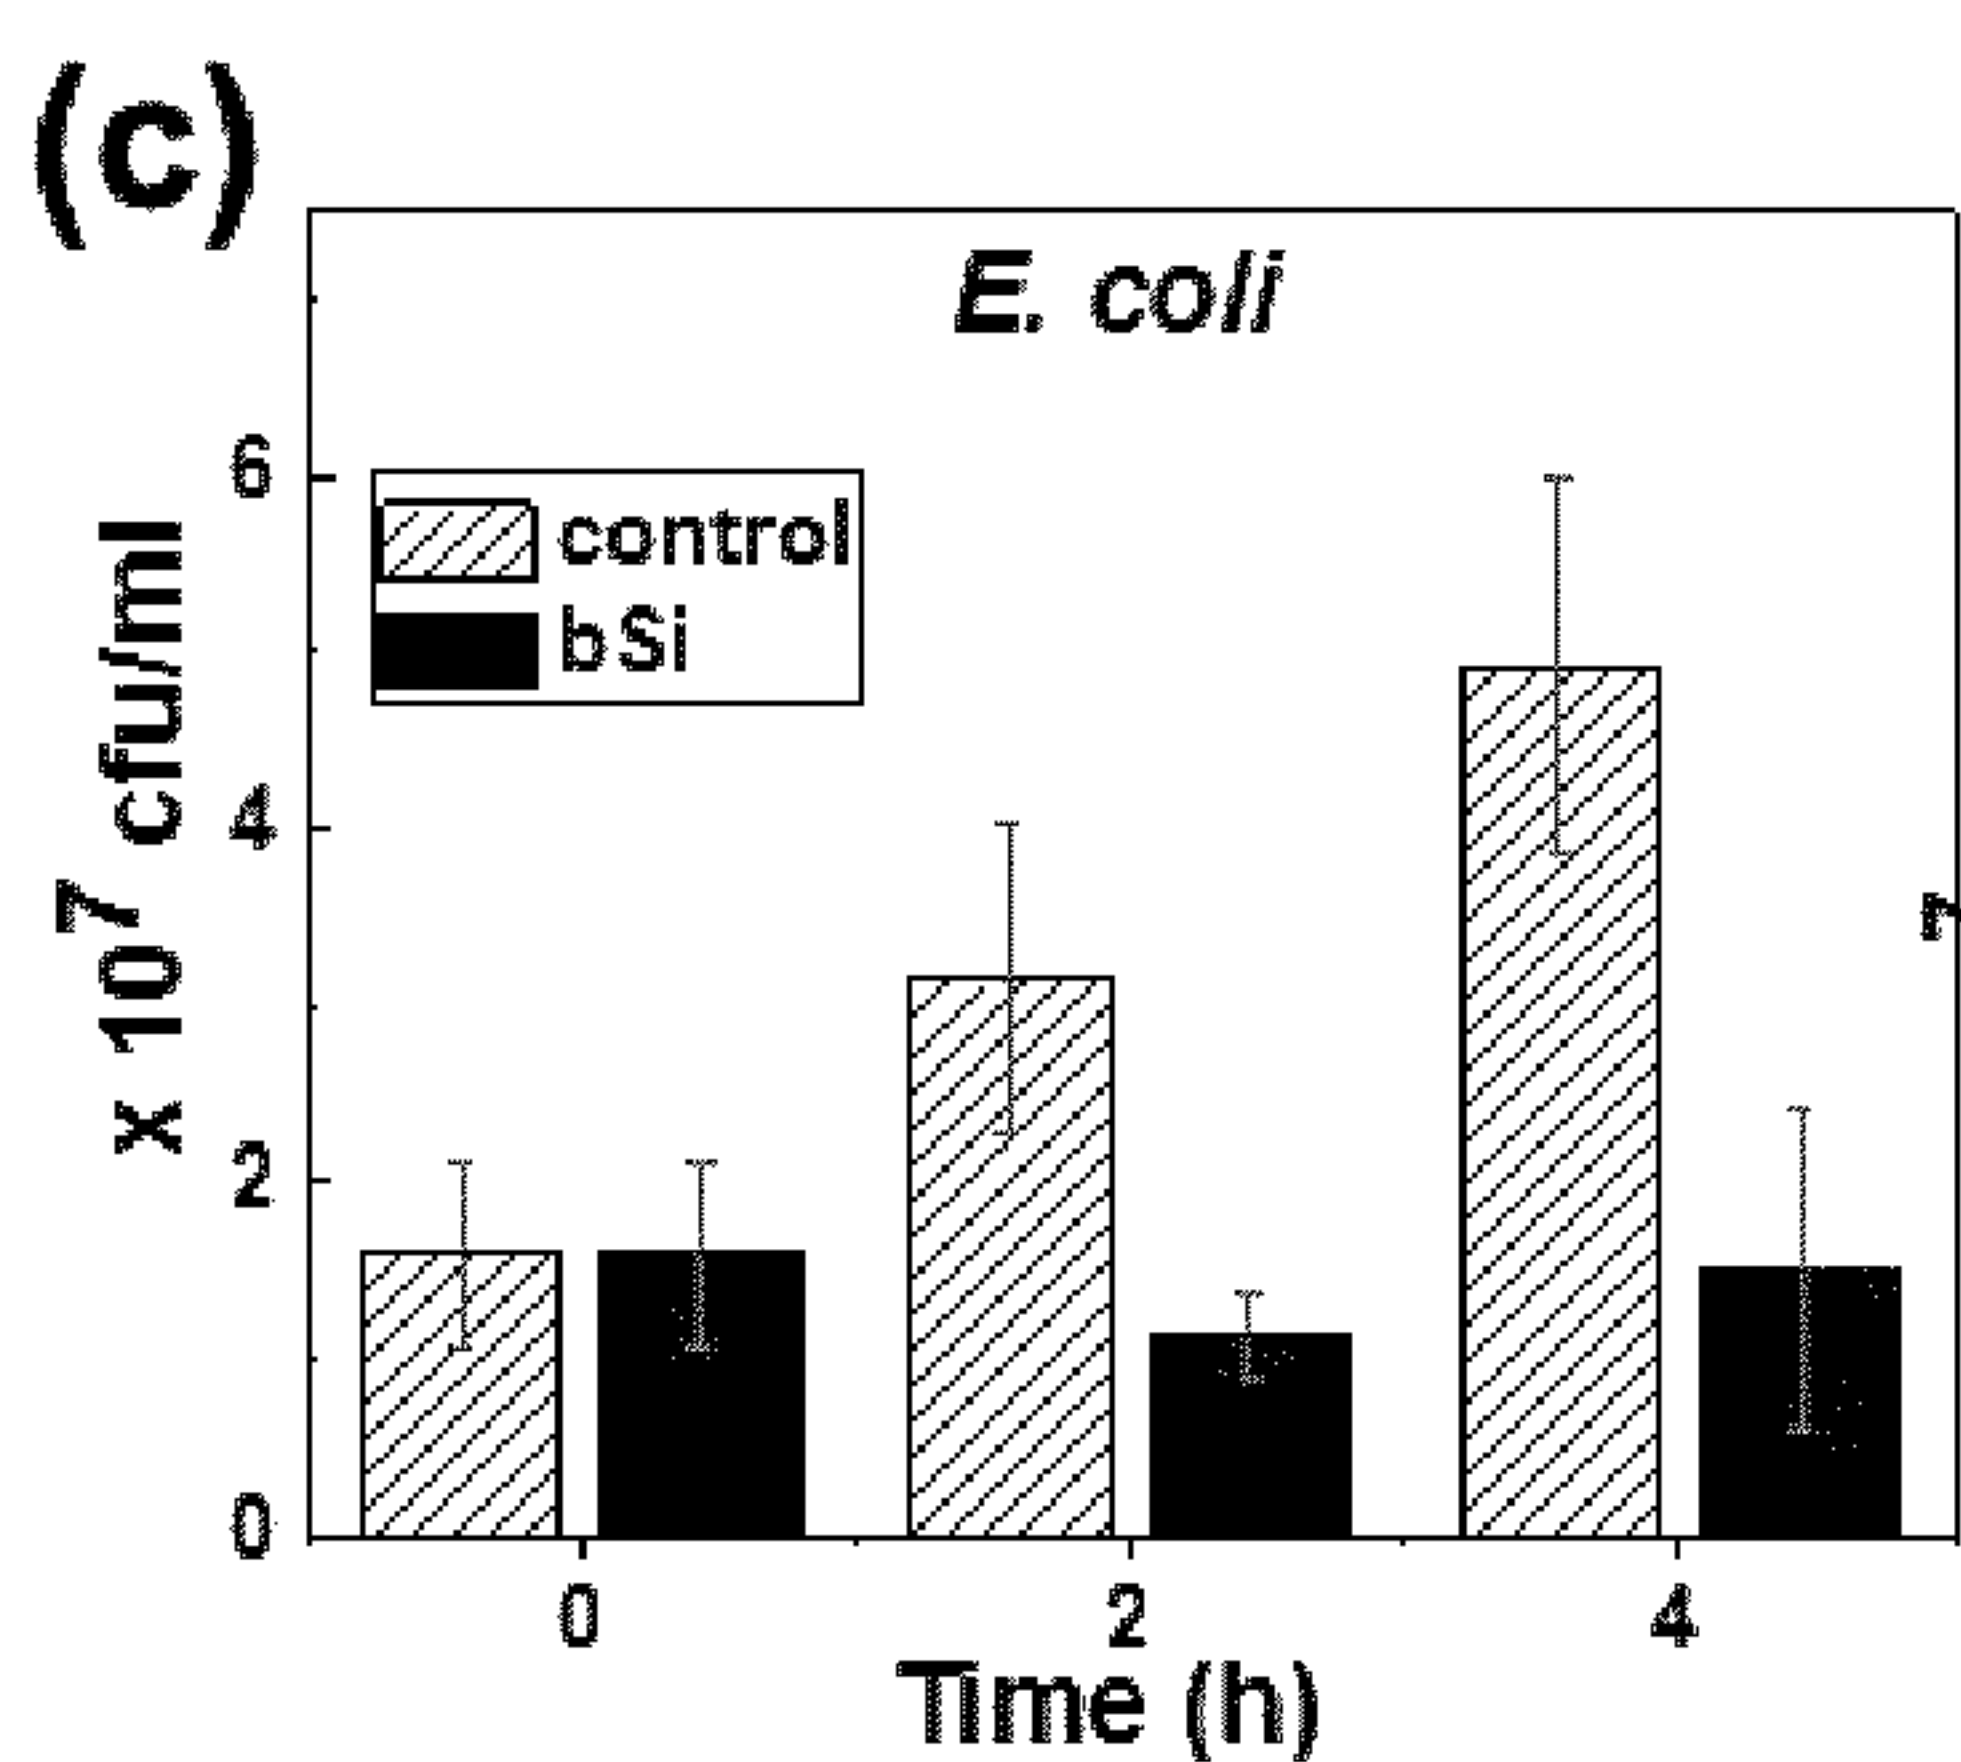 (c)
E. coli
control
bSi
x 10⁷ cfu/ml
6
4
2
0
0 2 4
Time (h)